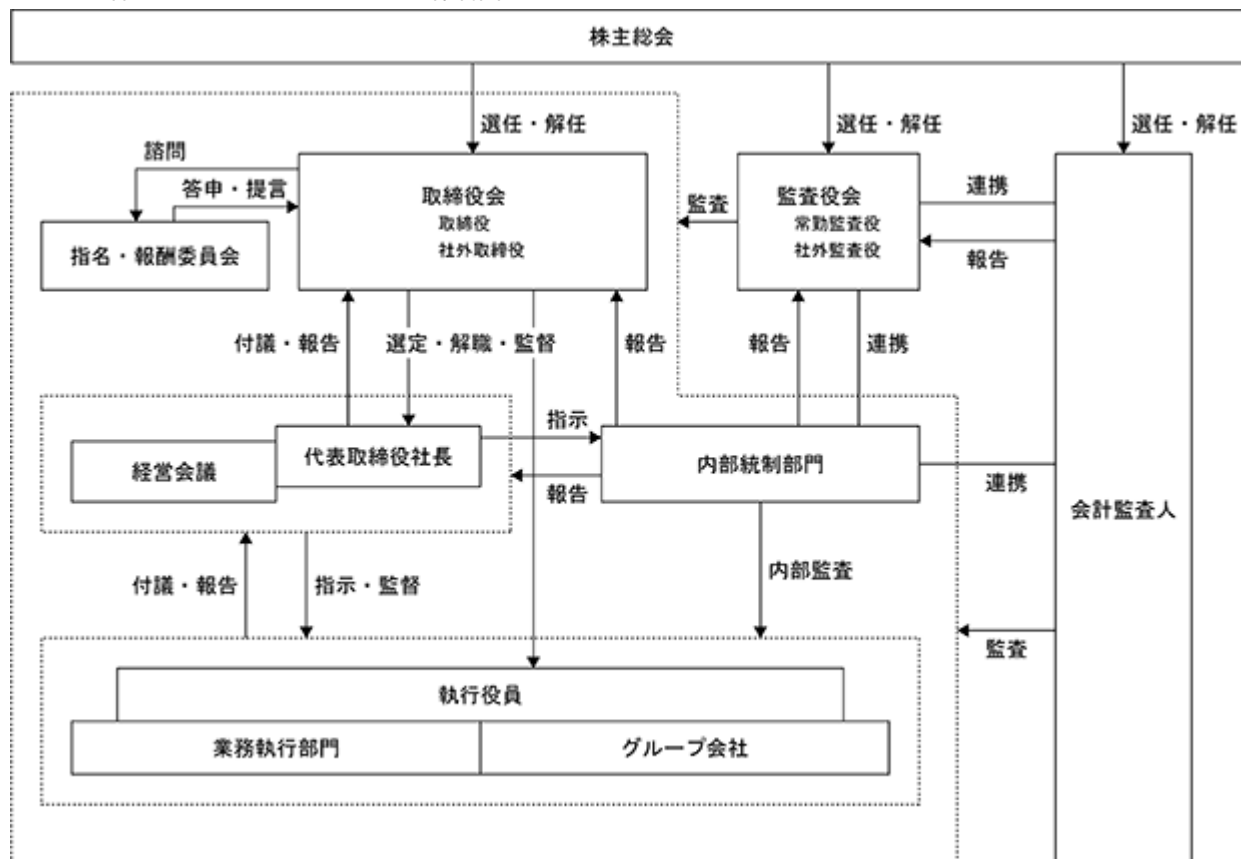 株主総会
選任・解任
選任・解任
選任・解任
諮問
答申・提言
指名・報酬委員会
取締役会
取締役
社外取締役
監査
監査役会
常勤監査役
社外監査役
連携
報告
付議・報告
選定・解職・監督
報告
報告
連携
経営会議
代表取締役社長
指示
報告
内部統制部門
連携
会計監査人
付議・報告
指示・監督
内部監査
監査
執行役員
業務執行部門
グループ会社